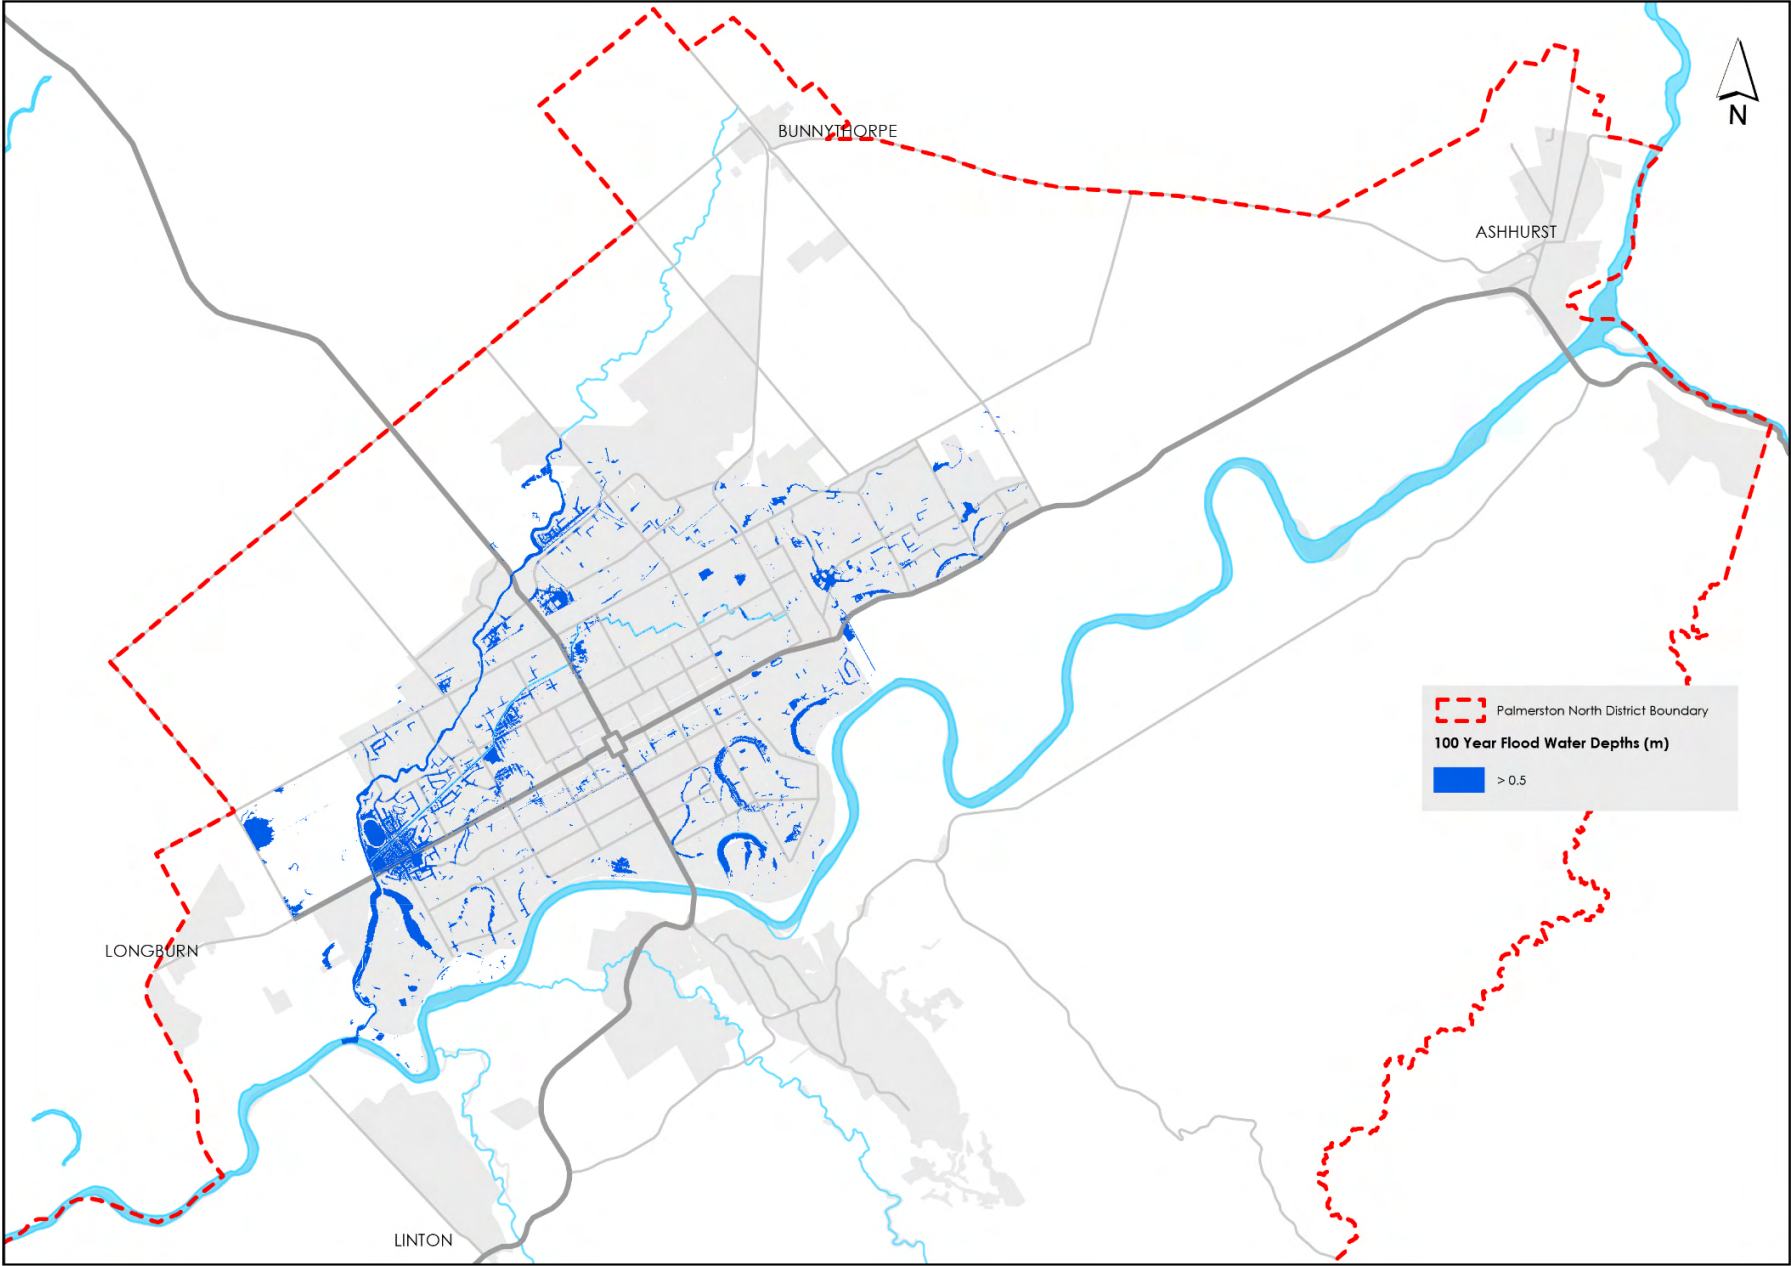 N
BUNNYTHORPE
ASHHURST
Palmerston North District Boundary
100 Year Flood Water Depths (m)
> 0.5
LONGBURN
LINTON